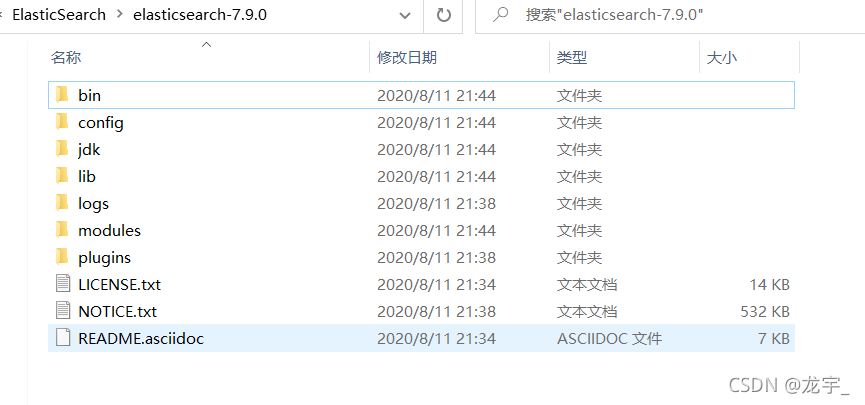 ElasticSearch > elasticsearch-7.9.0 搜索"elasticsearch-7.9.0"
名称 修改日期 类型 大小
bin 2020/8/11 21:44 文件夹
config 2020/8/11 21:44 文件夹
jdk 2020/8/11 21:44 文件夹
lib 2020/8/11 21:44 文件夹
logs 2020/8/11 21:38 文件夹
modules 2020/8/11 21:44 文件夹
plugins 2020/8/11 21:38 文件夹
LICENSE.txt 2020/8/11 21:34 文本文档 14 KB
NOTICE.txt 2020/8/11 21:38 文本文档 532 KB
README.asciidoc 2020/8/11 21:34 ASCIIDOC 文件 7 KB
CSDN @龙宇_